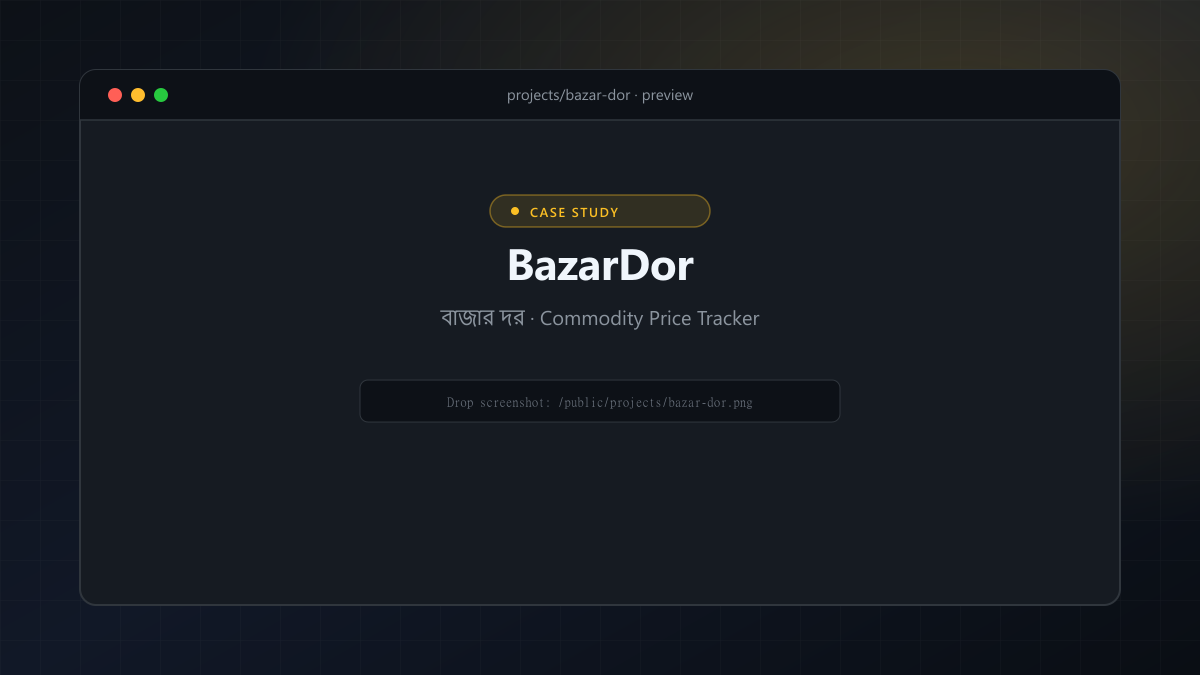 projects/bazar-dor · preview
CASE STUDY
BazarDor
বাজার দর · Commodity Price Tracker
Drop screenshot: /public/projects/bazar-dor.png